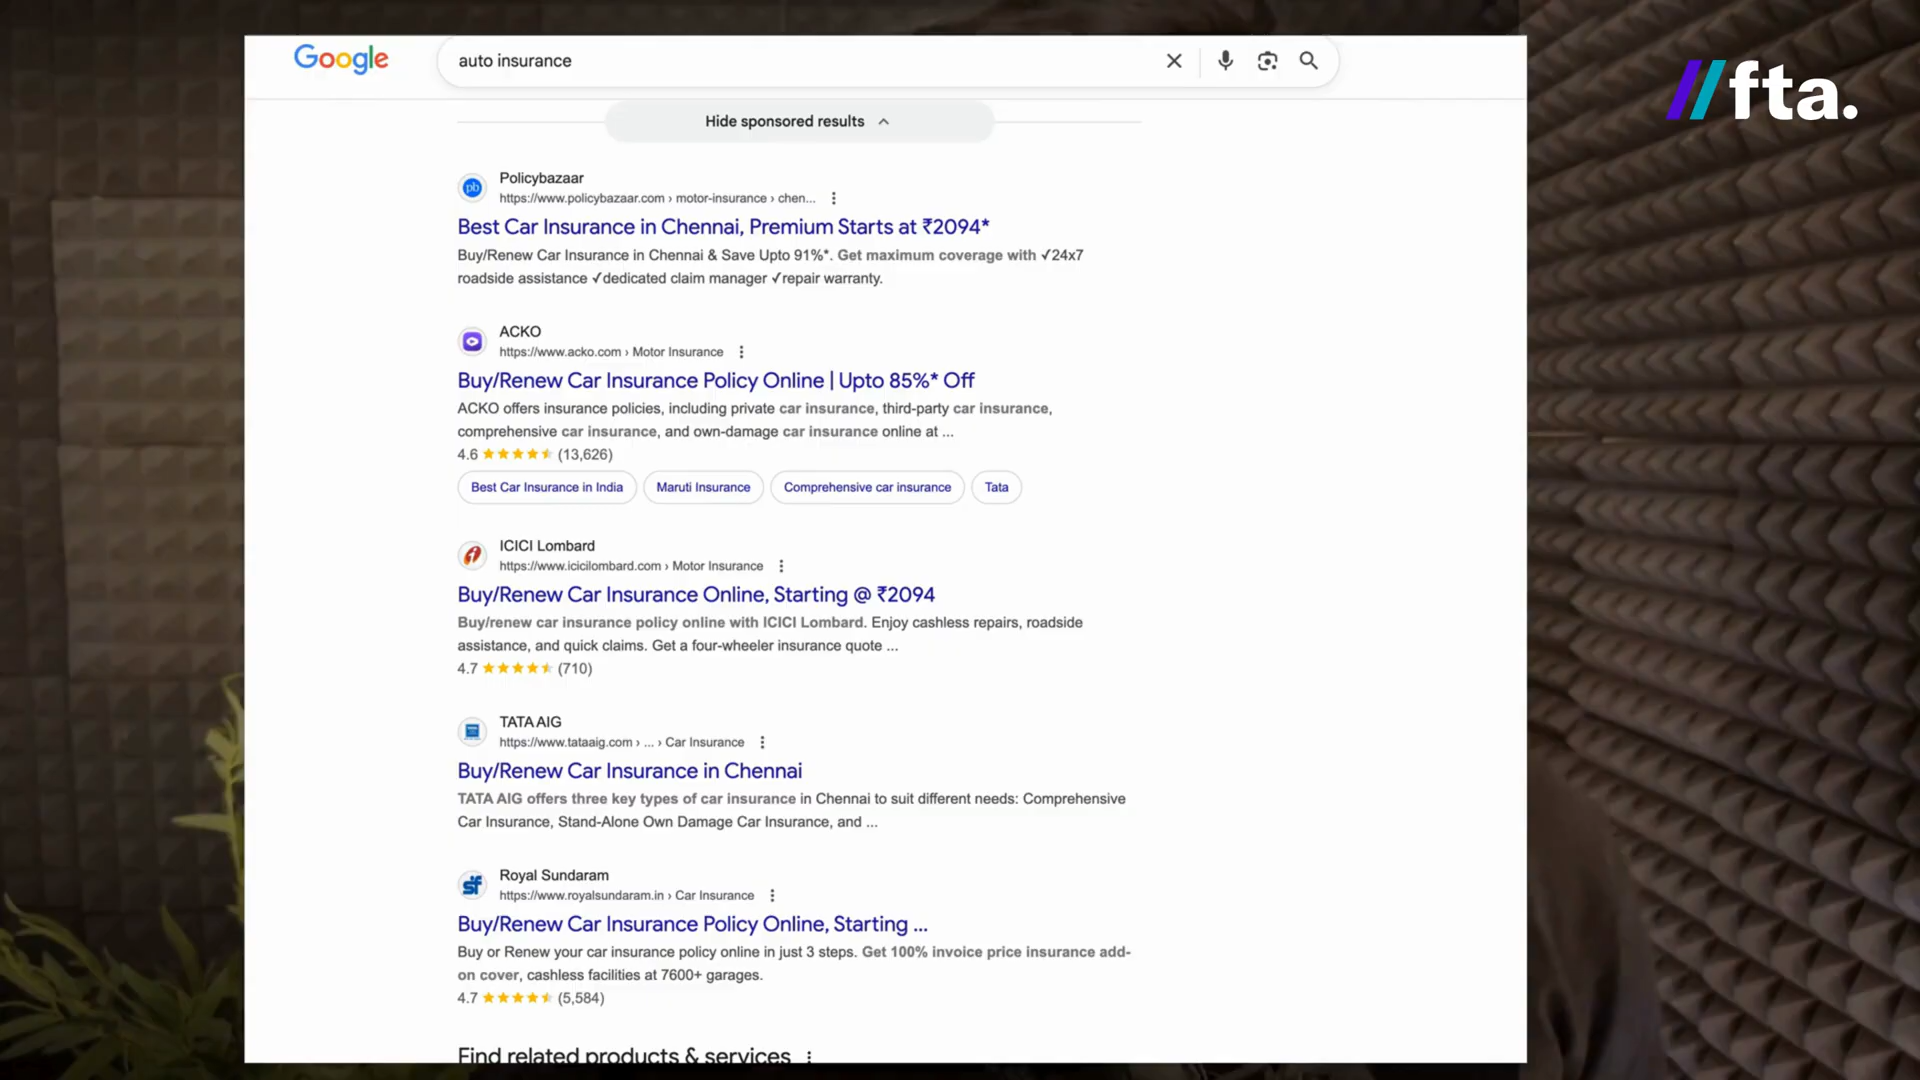 Google
auto insurance
//fta.
Hide sponsored results
pb
Policybazaar
https://www.policybazaar.com › motor-insurance › chen...
Best Car Insurance in Chennai, Premium Starts at ₹2094*
Buy/Renew Car Insurance in Chennai & Save Upto 91%*. Get maximum coverage with ✓24x7
roadside assistance ✓dedicated claim manager ✓repair warranty.
ACKO
https://www.acko.com › Motor Insurance
Buy/Renew Car Insurance Policy Online | Upto 85%* Off
ACKO offers insurance policies, including private car insurance, third-party car insurance,
comprehensive car insurance, and own-damage car insurance online at ...
4.6 ★★★★★ (13,626)
Best Car Insurance in India Maruti Insurance Comprehensive car insurance Tata
ICICI Lombard
https://www.icicilombard.com › Motor Insurance
Buy/Renew Car Insurance Online, Starting @ ₹2094
Buy/renew car insurance policy online with ICICI Lombard. Enjoy cashless repairs, roadside
assistance, and quick claims. Get a four-wheeler insurance quote ...
4.7 ★★★★★ (710)
TATA AIG
https://www.tataaig.com › ... › Car Insurance
Buy/Renew Car Insurance in Chennai
TATA AIG offers three key types of car insurance in Chennai to suit different needs: Comprehensive
Car Insurance, Stand-Alone Own Damage Car Insurance, and ...
sf
Royal Sundaram
https://www.royalsundaram.in › Car Insurance
Buy/Renew Car Insurance Policy Online, Starting ...
Buy or Renew your car insurance policy online in just 3 steps. Get 100% invoice price insurance add-
on cover, cashless facilities at 7600+ garages.
4.7 ★★★★★ (5,584)
Find related products & services